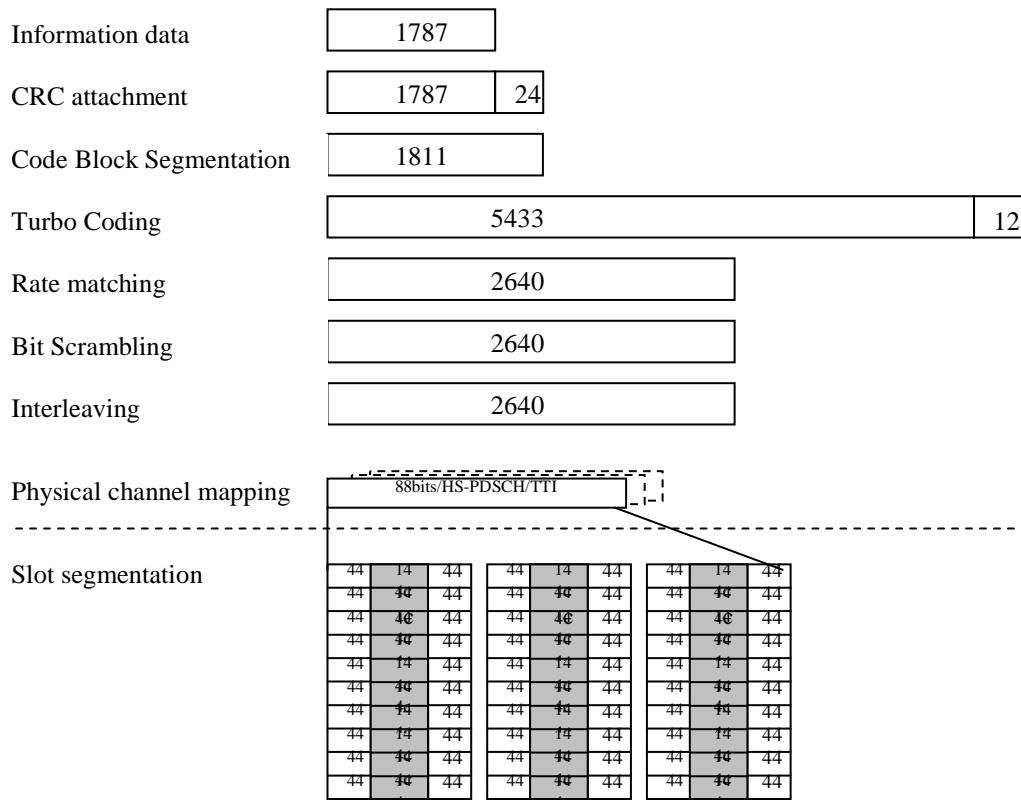 Information data 1787
CRC attachment 1787 24
Code Block Segmentation 1811
Turbo Coding 5433 12
Rate matching 2640
Bit Scrambling 2640
Interleaving 2640
Physical channel mapping 88bits/HS-PDSCH/TTI
Slot segmentation 44 14 44 44 14 44 44 14 44
44 44 44 44 44 44
44 44 44 44 44 44
44 44 44 44 44 44
44 14 44 44 14 44 44 14 44
44 44 44 44 44 44
44 14 44 44 14 44 44 14 44
44 14 44 44 14 44 44 14 44
44 44 44 44 44 44
44 44 44 44 44 44